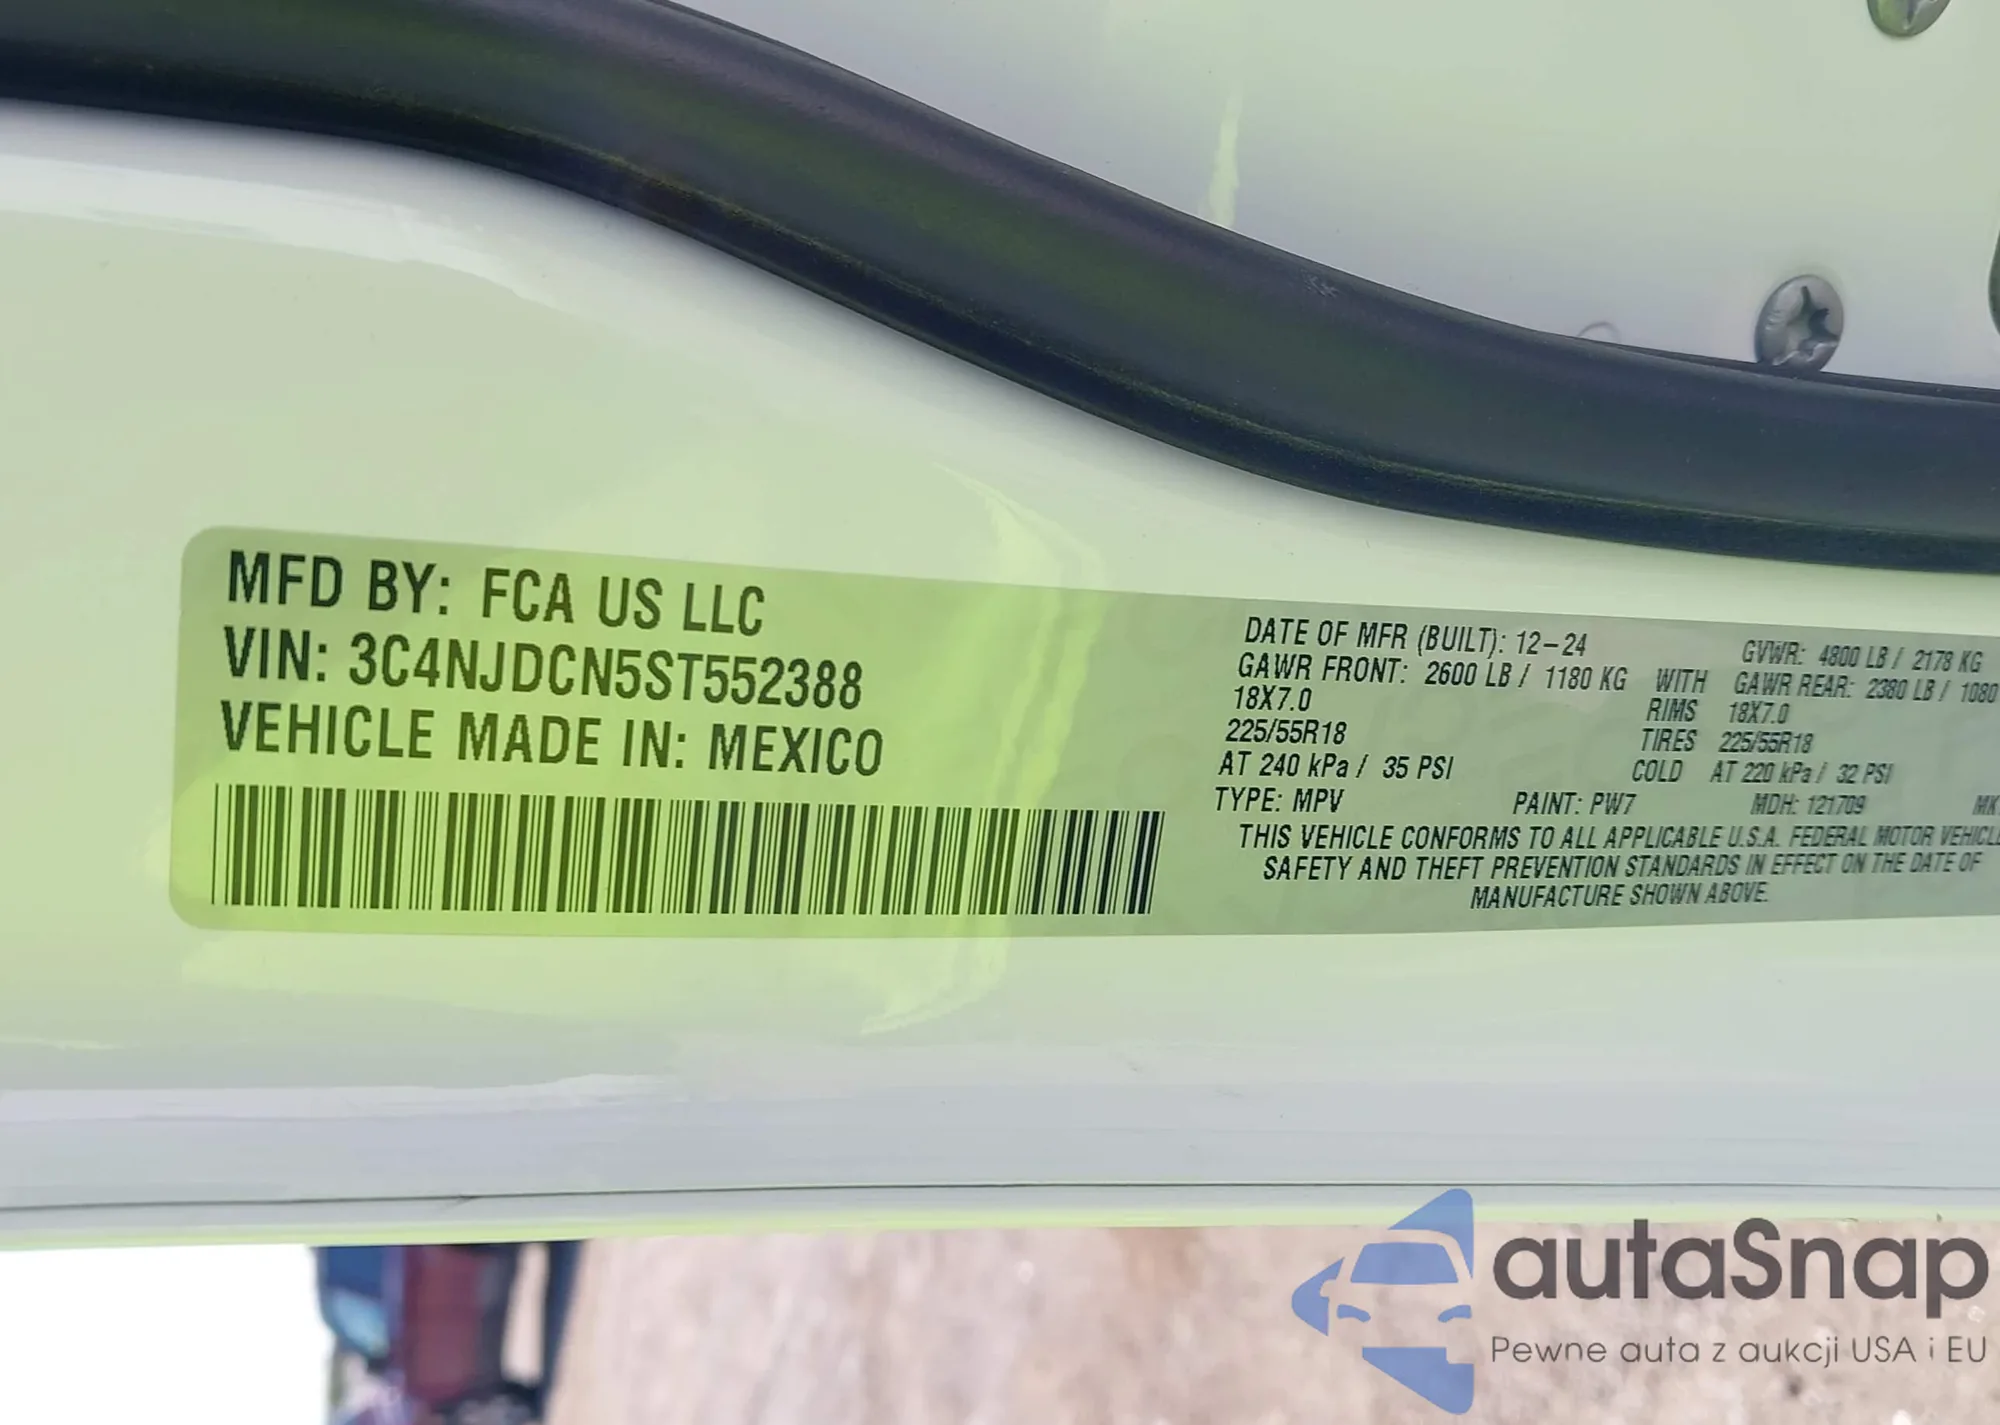 MFD BY: FCA US LLC
VIN: 3C4NJDCN5ST552388
VEHICLE MADE IN: MEXICO
DATE OF MFR (BUILT): 12-24 GVWR: 4800 LB / 2178 KG
GAWR FRONT: 2600 LB / 1180 KG WITH GAWR REAR: 2380 LB / 1080
18X7.0 RIMS 18X7.0
225/55R18 TIRES 225/55R18
AT 240 kPa / 35 PSI COLD AT 220 kPa / 32 PSI
TYPE: MPV PAINT: PW7 MDH: 121709
THIS VEHICLE CONFORMS TO ALL APPLICABLE U.S.A. FEDERAL MOTOR VEHICLE
SAFETY AND THEFT PREVENTION STANDARDS IN EFFECT ON THE DATE OF
MANUFACTURE SHOWN ABOVE.
autaSnap
Pewne auta z aukcji USA i EU